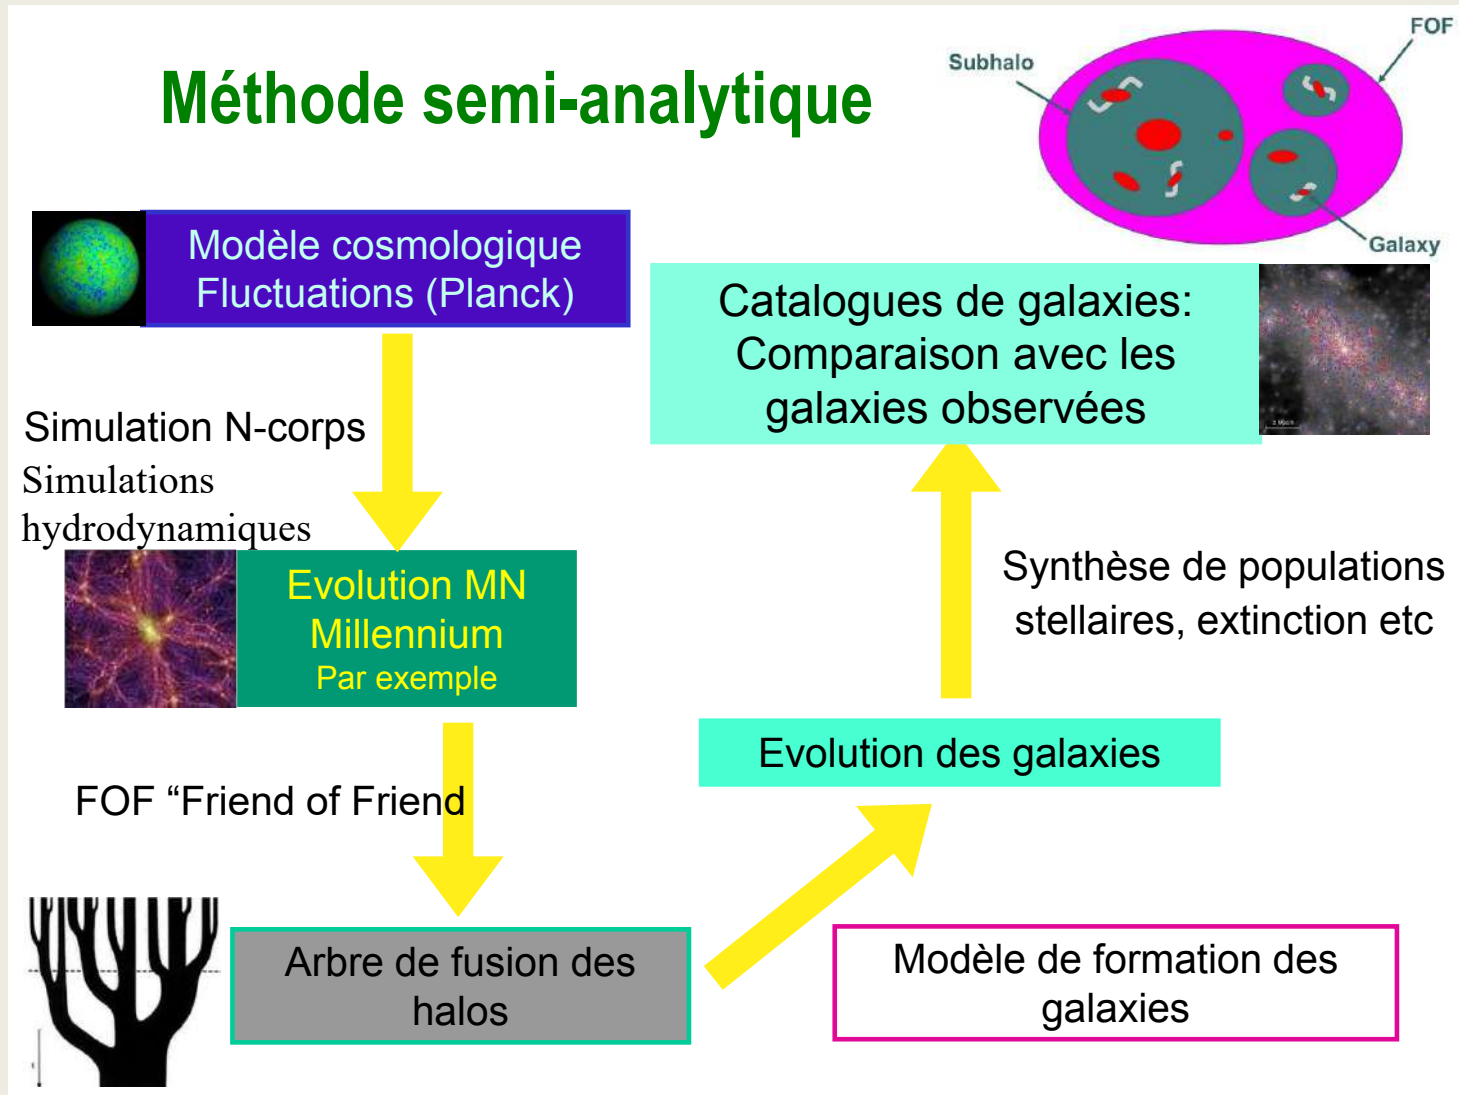 Méthode semi-analytique
FOF
Subhalo
Galaxy
Modèle cosmologique
Fluctuations (Planck)
Catalogues de galaxies:
Comparaison avec les
galaxies observées
Simulation N-corps
Simulations
hydrodynamiques
Evolution MN
Millennium
Par exemple
Synthèse de populations
stellaires, extinction etc
Evolution des galaxies
FOF “Friend of Friend
Arbre de fusion des
halos
Modèle de formation des
galaxies